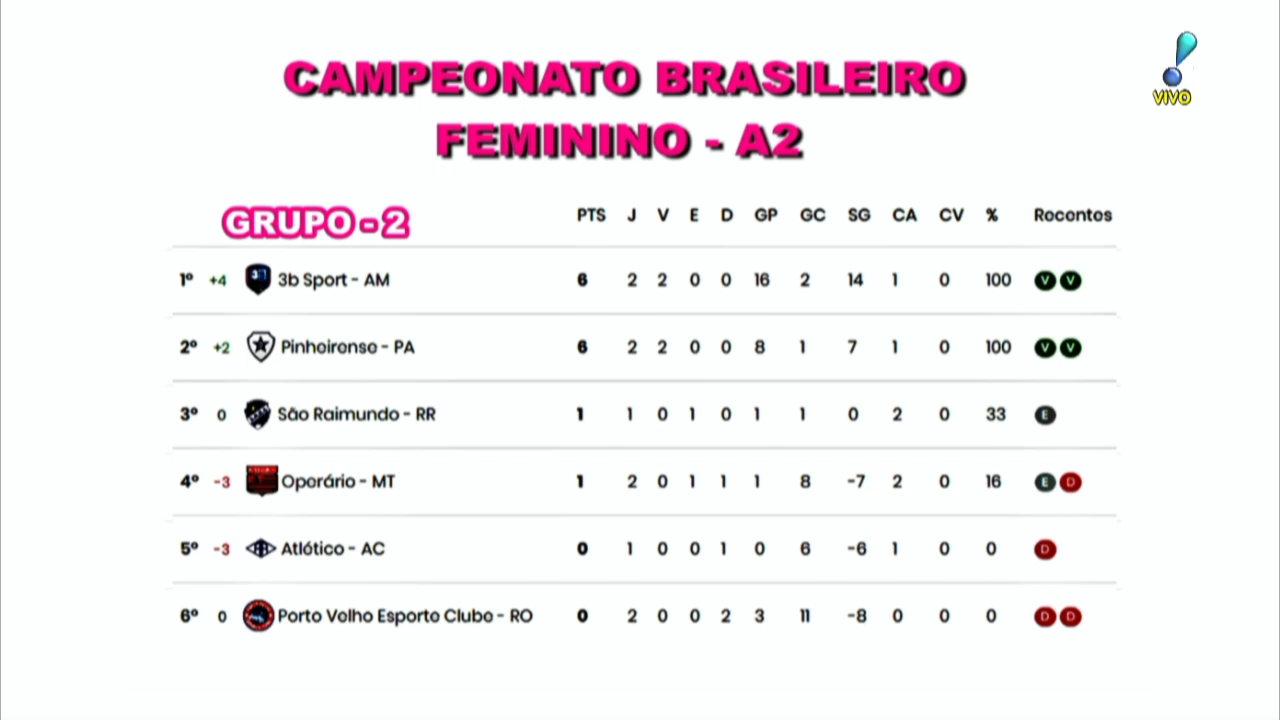 VIVO
CAMPEONATO BRASILEIRO
FEMININO - A2
GRUPO - 2 PTS J V E D GP GC SG CA CV % Recentes
1º +4 3b Sport - AM 6 2 2 0 0 16 2 14 1 0 100 V V
2º +2 Pinheirense - PA 6 2 2 0 0 8 1 7 1 0 100 V V
3º 0 São Raimundo - RR 1 1 0 1 0 1 1 0 2 0 33 E
4º -3 Operário - MT 1 2 0 1 1 1 8 -7 2 0 16 E D
5º -3 Atlético - AC 0 1 0 0 1 0 6 -6 1 0 0 D
6º 0 Porto Velho Esporte Clube - RO 0 2 0 0 2 3 11 -8 0 0 0 D D